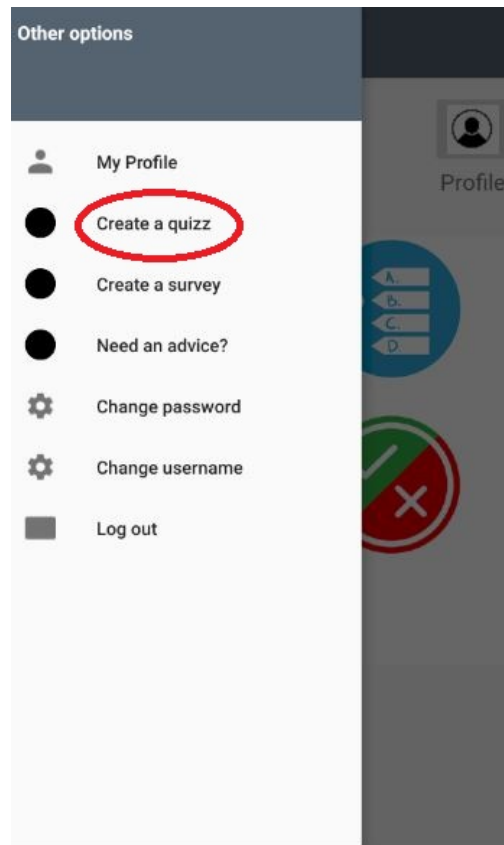 Other options
My Profile
Profile
Create a quizz
Create a survey
Need an advice?
Change password
Change username
Log out
A.
B.
C.
D.